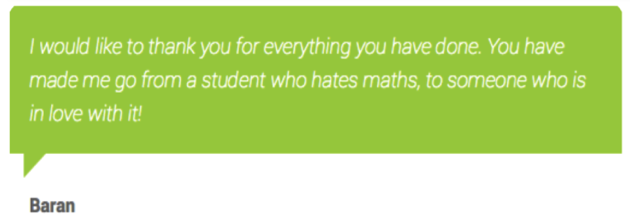 I would like to thank you for everything you have done. You have
made me go from a student who hates maths, to someone who is
in love with it!
Baran